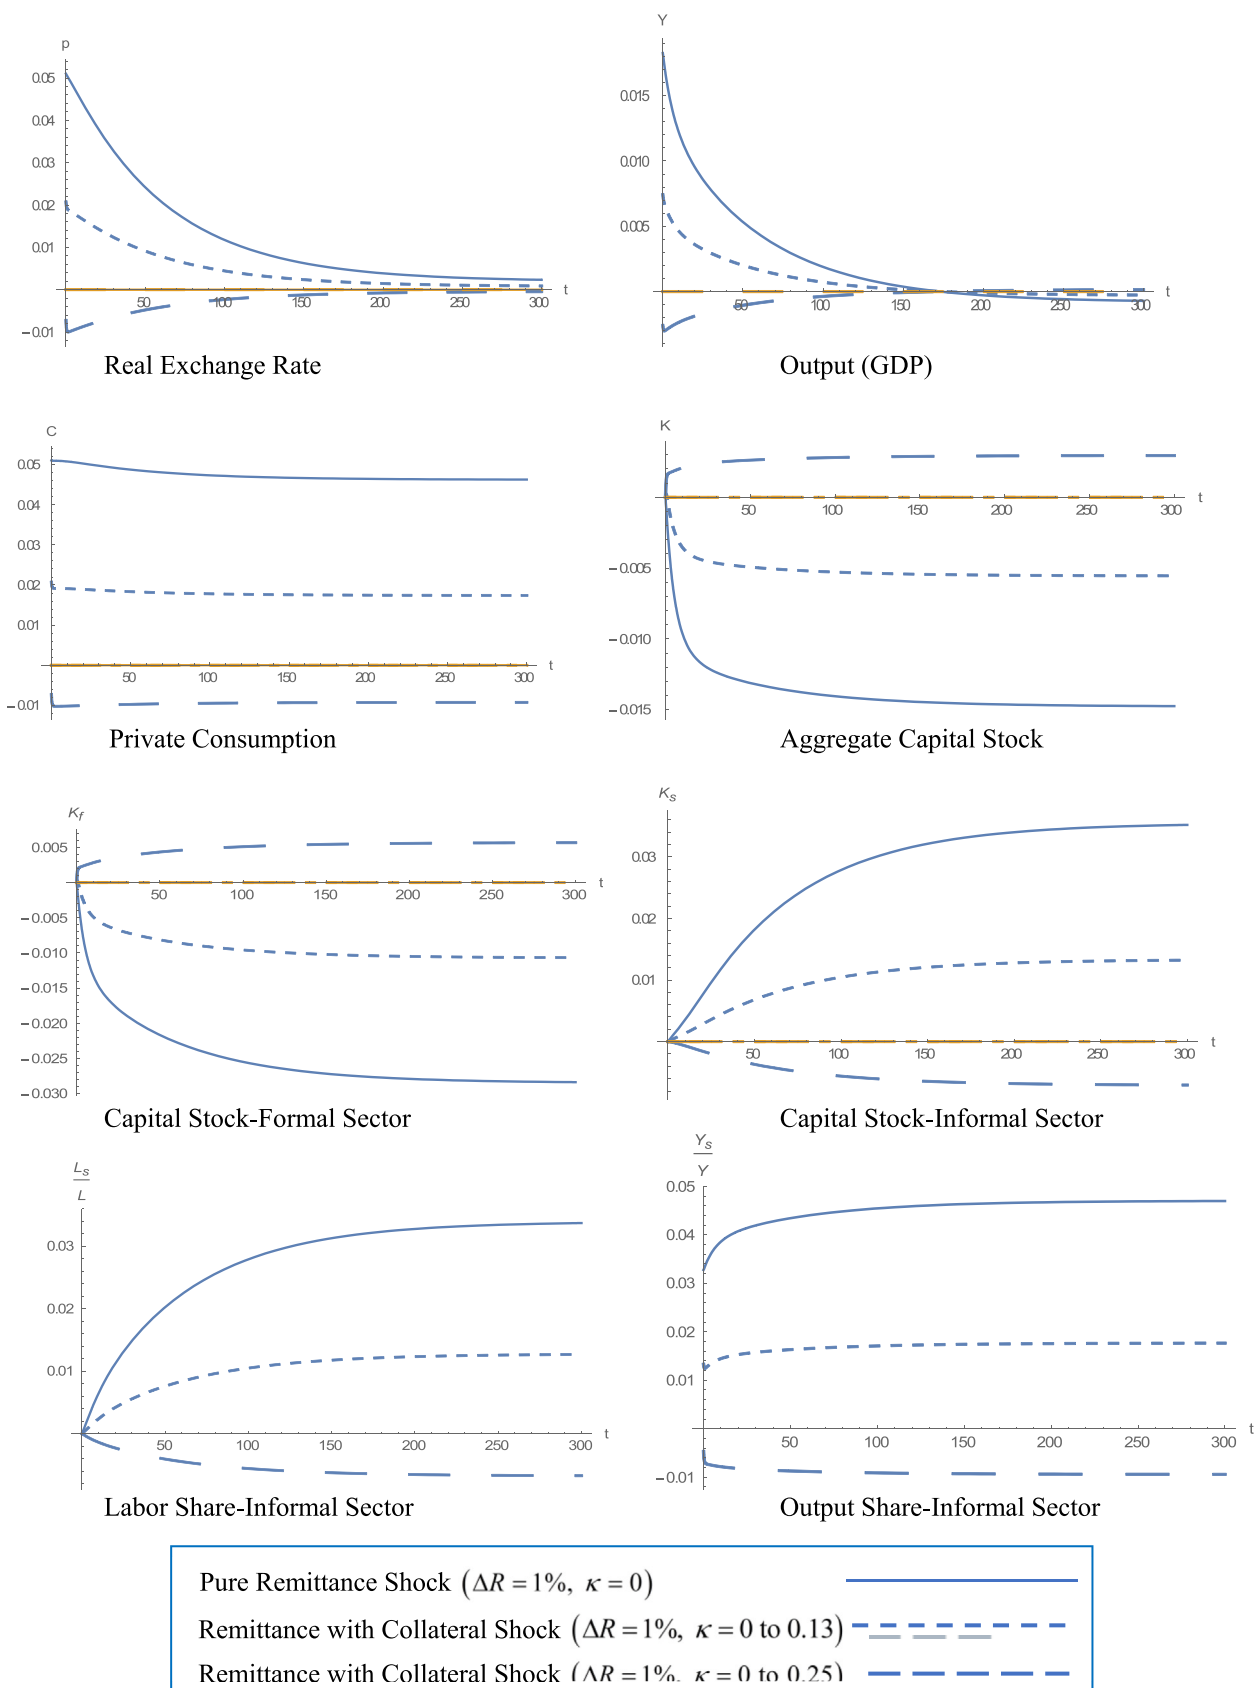 p
0.05
0.04
0.03
0.02
0.01
50 100 150 200 250 300 t
−0.01
Real Exchange Rate
Y
0.015
0.010
0.005
50 100 150 200 250 300 t
Output (GDP)
C
0.05
0.04
0.03
0.02
0.01
50 100 150 200 250 300 t
−0.01
Private Consumption
K
50 100 150 200 250 300 t
−0.005
−0.010
−0.015
Aggregate Capital Stock
K_f
0.005
50 100 150 200 250 300 t
−0.005
−0.010
−0.015
−0.020
−0.025
−0.030
Capital Stock-Formal Sector
K_s
0.03
0.02
0.01
50 100 150 200 250 300 t
Capital Stock-Informal Sector
L_s
L
0.03
0.02
0.01
50 100 150 200 250 300 t
Labor Share-Informal Sector
Y_s
Y
0.05
0.04
0.03
0.02
0.01
50 100 150 200 250 300 t
−0.01
Output Share-Informal Sector
Pure Remittance Shock (ΔR = 1%, κ = 0)
Remittance with Collateral Shock (ΔR = 1%, κ = 0 to 0.13)
Remittance with Collateral Shock (ΔR = 1%, κ = 0 to 0.25)